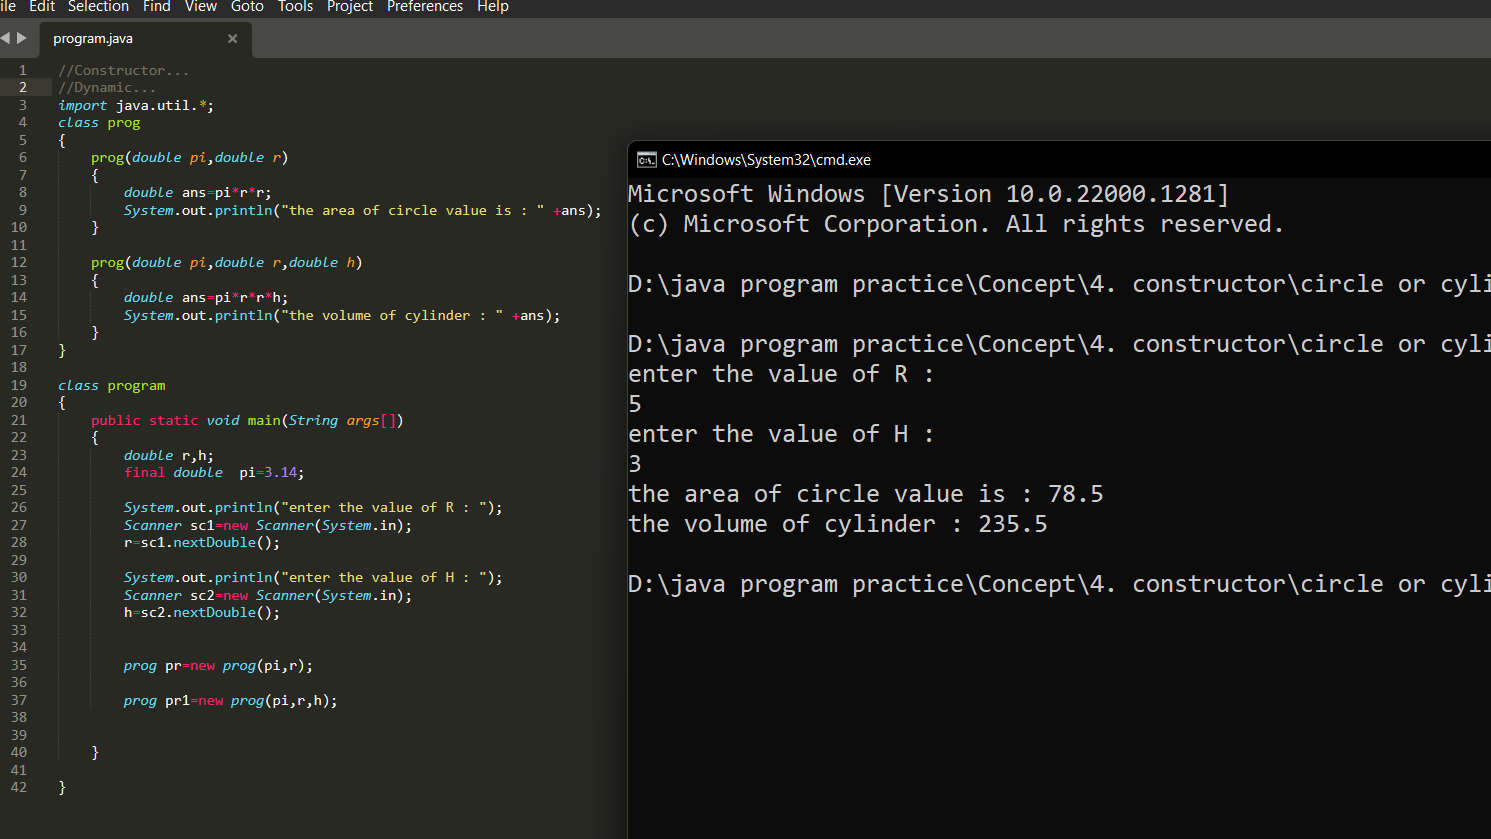 ile Edit Selection Find View Goto Tools Project Preferences Help
program.java
1 //Constructor...
2 //Dynamic...
3 import java.util.*;
4 class prog
5 {
6 prog(double pi,double r)
7 {
8 double ans=pi*r*r;
9 System.out.println("the area of circle value is : " +ans);
10 }
11
12 prog(double pi,double r,double h)
13 {
14 double ans=pi*r*r*h;
15 System.out.println("the volume of cylinder : " +ans);
16 }
17 }
18
19 class program
20 {
21 public static void main(String args[])
22 {
23 double r,h;
24 final double  pi=3.14;
25
26 System.out.println("enter the value of R : ");
27 Scanner sc1=new Scanner(System.in);
28 r=sc1.nextDouble();
29
30 System.out.println("enter the value of H : ");
31 Scanner sc2=new Scanner(System.in);
32 h=sc2.nextDouble();
33
34
35 prog pr=new prog(pi,r);
36
37 prog pr1=new prog(pi,r,h);
38
39
40 }
41
42 }
C:\Windows\System32\cmd.exe
Microsoft Windows [Version 10.0.22000.1281]
(c) Microsoft Corporation. All rights reserved.
D:\java program practice\Concept\4. constructor\circle or cyli
D:\java program practice\Concept\4. constructor\circle or cyli
enter the value of R :
5
enter the value of H :
3
the area of circle value is : 78.5
the volume of cylinder : 235.5
D:\java program practice\Concept\4. constructor\circle or cyli